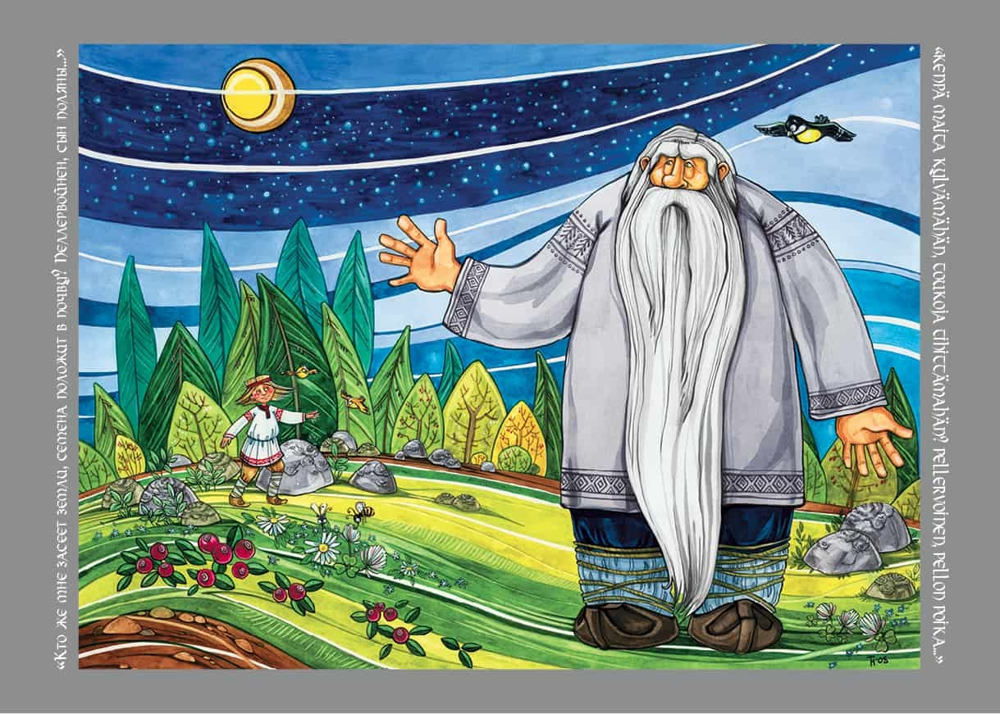 «Кто же мне засеет земли, семена положит в почву? Пеллервойнен, сын поляны...»
«Kenpä maita kylvämähän, toukoja tihittämähän? Pellervoinen, pellon poika...»